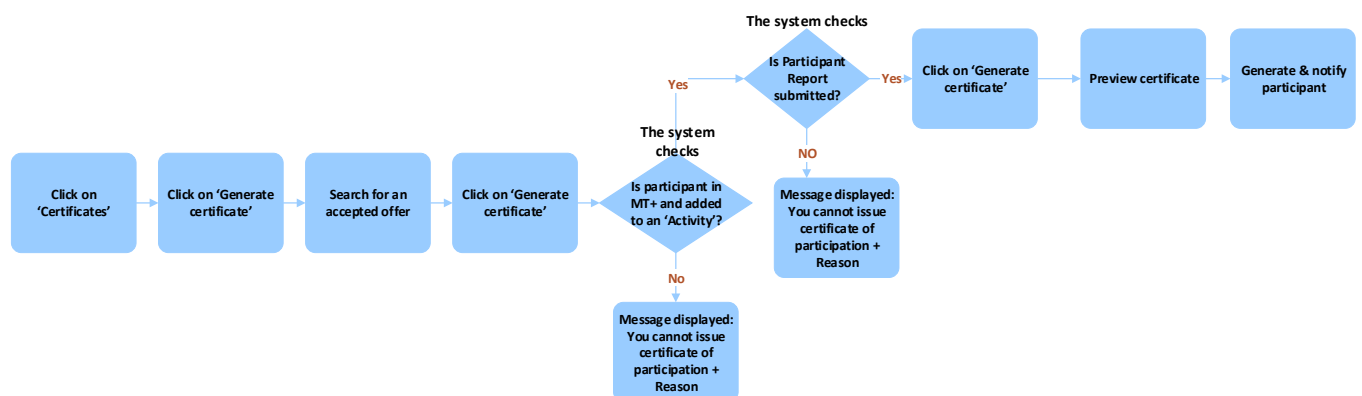 Click on
‘Certificates’
Click on ‘Generate
certificate’
Search for an
accepted offer
Click on ‘Generate
certificate’
The system
checks
Is participant in
MT+ and added
to an ‘Activity’?
No
Message displayed:
You cannot issue
certificate of
participation +
Reason
Yes
The system checks
Is Participant
Report
submitted?
NO
Message displayed:
You cannot issue
certificate of
participation +
Reason
Yes
Click on ‘Generate
certificate’
Preview certificate
Generate & notify
participant